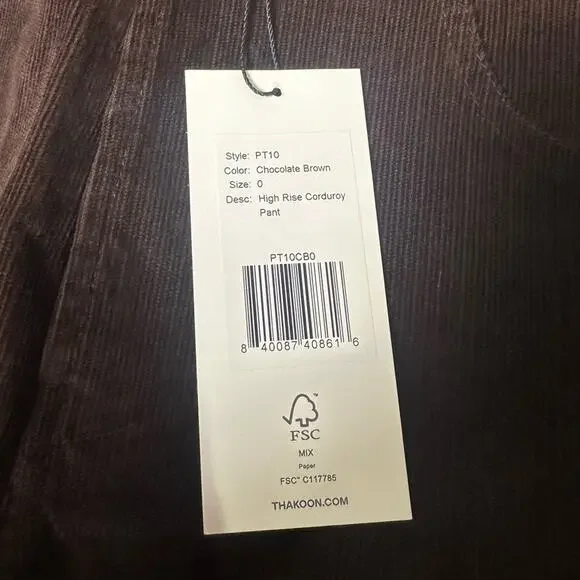 Style: PT10
Color: Chocolate Brown
Size: 0
Desc: High Rise Corduroy
Pant
PT10CB0
8 40087 40861 6
FSC
MIX
Paper
FSC® C117785
THAKOON.COM